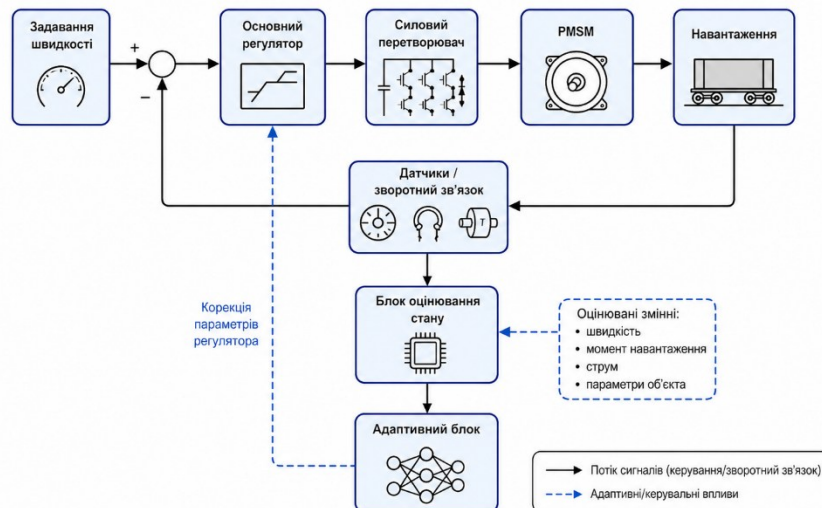 Задавання
швидкості
+
−
Основний
регулятор
Силовий
перетворювач
PMSM
Навантаження
Датчики /
зворотний зв'язок
T
Корекція
параметрів
регулятора
Блок оцінювання
стану
Оцінювані змінні:
• швидкість
• момент навантаження
• струм
• параметри об'єкта
Адаптивний блок
Потік сигналів (керування/зворотний зв'язок)
Адаптивні/керувальні впливи